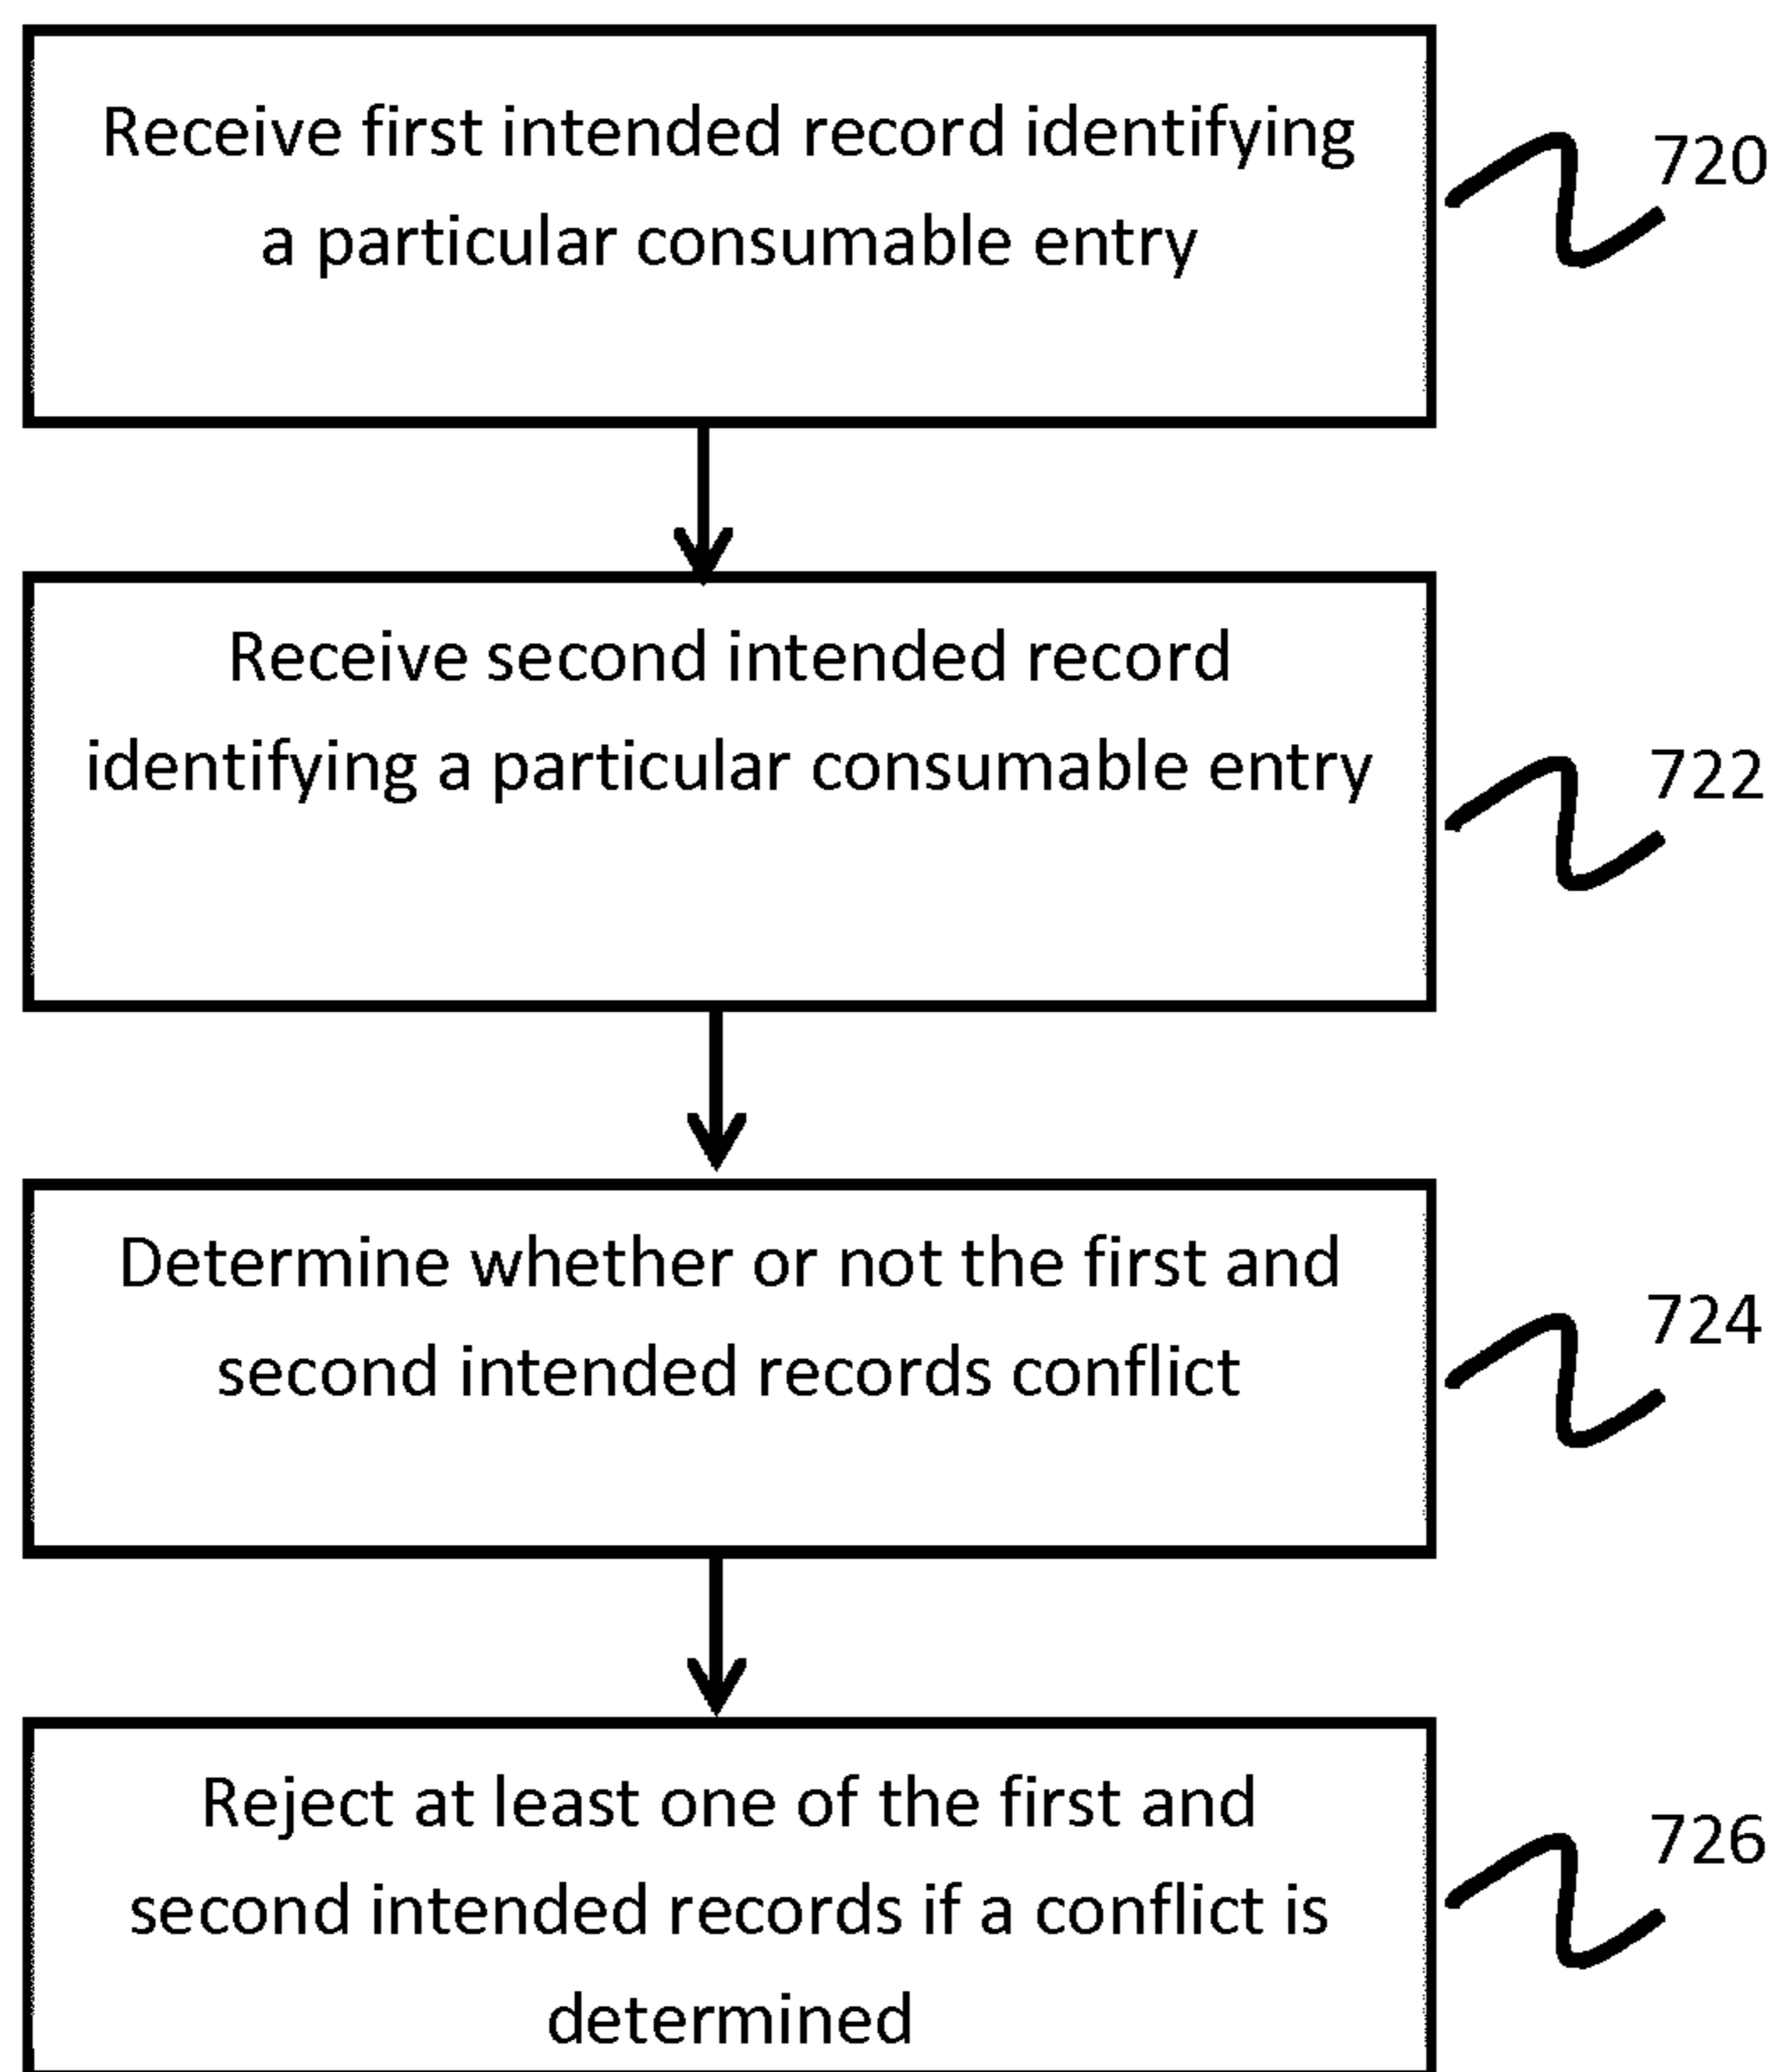 Receive first intended record identifying
a particular consumable entry
720
Receive second intended record
identifying a particular consumable entry
722
Determine whether or not the first and
second intended records conflict
724
Reject at least one of the first and
second intended records if a conflict is
determined
726